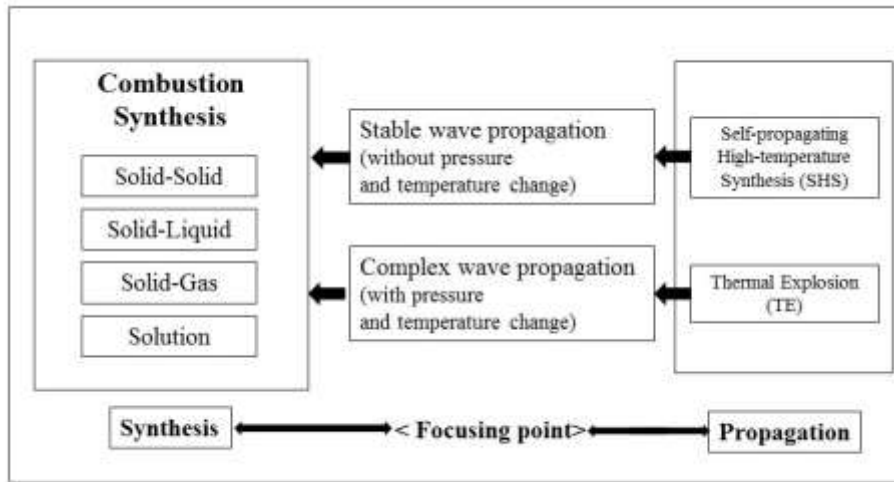 Combustion
Synthesis
Solid-Solid
Solid-Liquid
Solid-Gas
Solution
Stable wave propagation
(without pressure
and temperature change)
Complex wave propagation
(with pressure
and temperature change)
Self-propagating
High-temperature
Synthesis (SHS)
Thermal Explosion
(TE)
Synthesis
< Focusing point>
Propagation